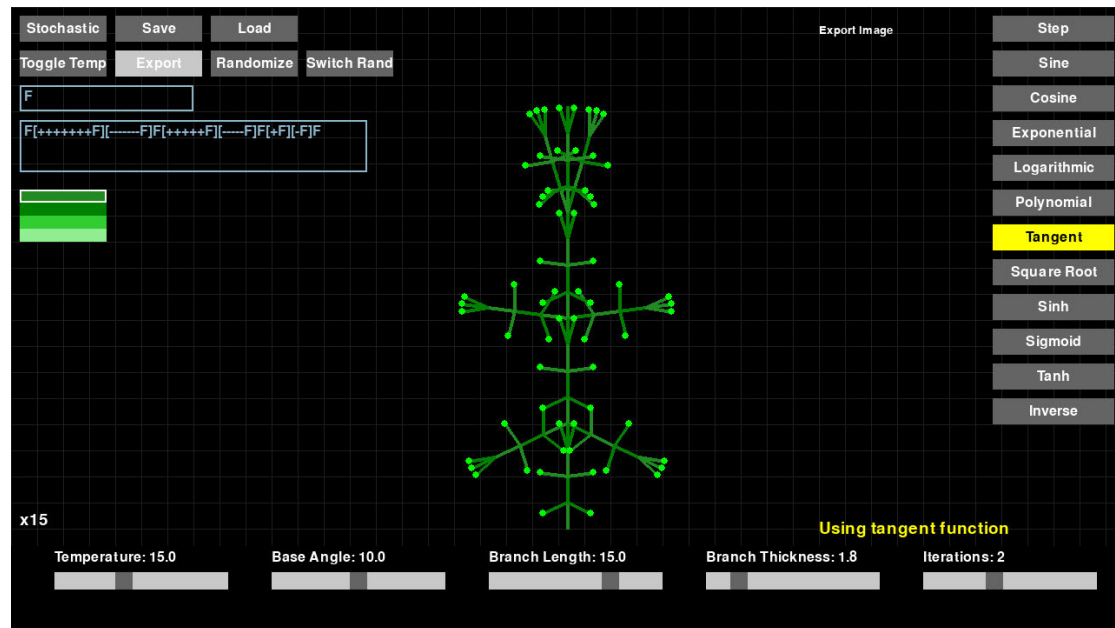 Stochastic Save Load Export Image Step
Toggle Temp Export Randomize Switch Rand Sine
F Cosine
F[+++++++F][-------F]F[+++++F][-----F]F[+F][-F]F Exponential
Logarithmic
Polynomial
Tangent
Square Root
Sinh
Sigmoid
Tanh
Inverse
x15 Using tangent function
Temperature: 15.0 Base Angle: 10.0 Branch Length: 15.0 Branch Thickness: 1.8 Iterations: 2